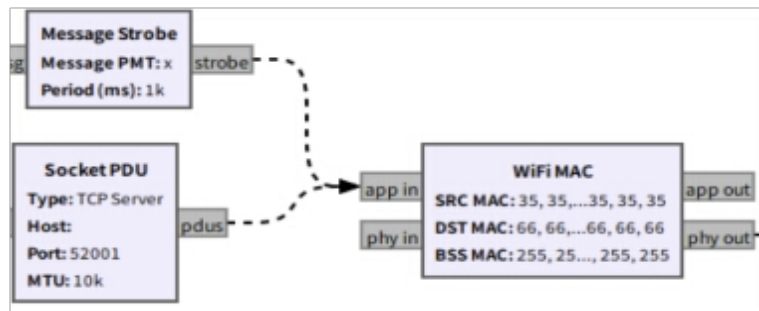 Message Strobe
Message PMT: x
Period (ms): 1k
sg
strobe
Socket PDU
Type: TCP Server
Host:
Port: 52001
MTU: 10k
pdus
app in
phy in
WiFi MAC
SRC MAC: 35, 35,...35, 35, 35
DST MAC: 66, 66,...66, 66, 66
BSS MAC: 255, 25..., 255, 255
app out
phy out